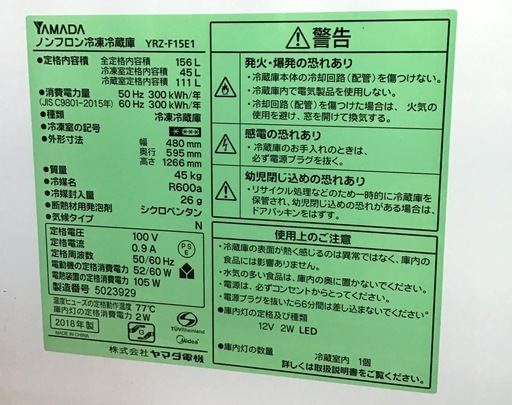 YAMADA
ノンフロン冷凍冷蔵庫 YRZ-F15E1
•定格内容積 全定格内容積 156 L
冷凍室定格内容積 45 L
冷蔵室定格内容積 111 L
•消費電力量 50 Hz 300 kWh/年
(JIS C9801-2015年) 60 Hz 300 kWh/年
•種類 冷凍冷蔵庫
•冷凍室の記号
•外形寸法 幅 480 mm
奥行 595 mm
高さ 1266 mm
•質量 45 kg
•冷媒名 R600a
•冷媒封入量 26 g
•断熱材用発泡剤 シクロペンタン
•気候タイプ N
定格電圧 100 V
定格電流 0.9 A
定格周波数 50/60 Hz
電動機の定格消費電力 52/60 W
電熱装置の定格消費電力 105 W
製造番号 5023929
PSE
温度ヒューズの定格動作温度 77℃
庫内灯の定格消費電力 2 W
2018年製
MADE IN CHINA
TÜVRheinland
Midea
株式会社ヤマダ電機
警告
発火・爆発の恐れあり
•冷蔵庫本体の冷却回路(配管)を傷つけない。
•冷蔵庫内で電気製品を使用しない。
•冷却回路(配管)を傷つけた場合は、火気の
使用を避け、窓を開けて換気する。
感電の恐れあり
•冷蔵庫のお手入れのときは、
必ず電源プラグを抜く。
幼児閉じ込めの恐れあり
•リサイクル処理などのため一時的に冷蔵庫を
保管され、幼児閉じ込めの恐れがある場合は、
ドアパッキンをはずす。
使用上のご注意
•冷蔵庫の表面が熱く感じるのは異常ではなく、庫内の
食品には影響ありません。
•水気の多い食品は、庫内の奥に置かないでください。
•電源は、必ずコンセントからとってください。
•電源プラグを抜いたら6分間は差し込まないでください。
•庫内灯の定格及び種類
12V 2W LED
•庫内灯の数量 冷蔵室内 1個
詳しくは取扱説明書をご覧ください